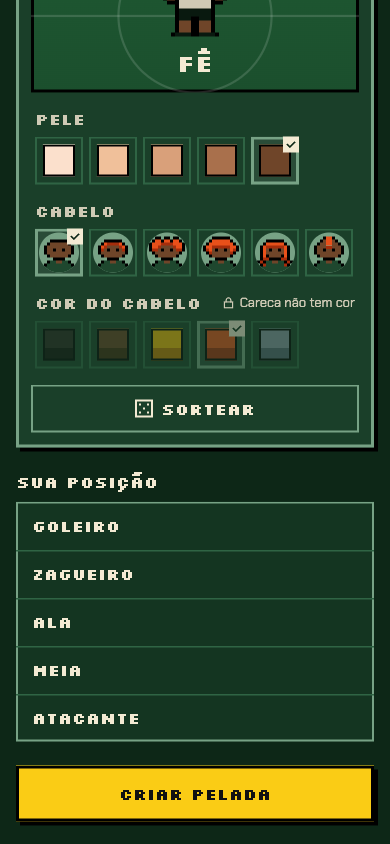 FÊ
PELE
CABELO
COR DO CABELO
Careca não tem cor
SORTEAR
SUA POSIÇÃO
GOLEIRO
ZAGUEIRO
ALA
MEIA
ATACANTE
CRIAR PELADA